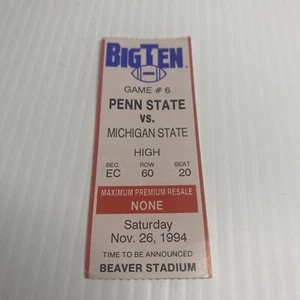 BIG TEN
GAME # 6
PENN STATE
VS.
MICHIGAN STATE
HIGH
SEC. ROW SEAT
EC 60 20
MAXIMUM PREMIUM RESALE
NONE
Saturday
Nov. 26, 1994
TIME TO BE ANNOUNCED
BEAVER STADIUM